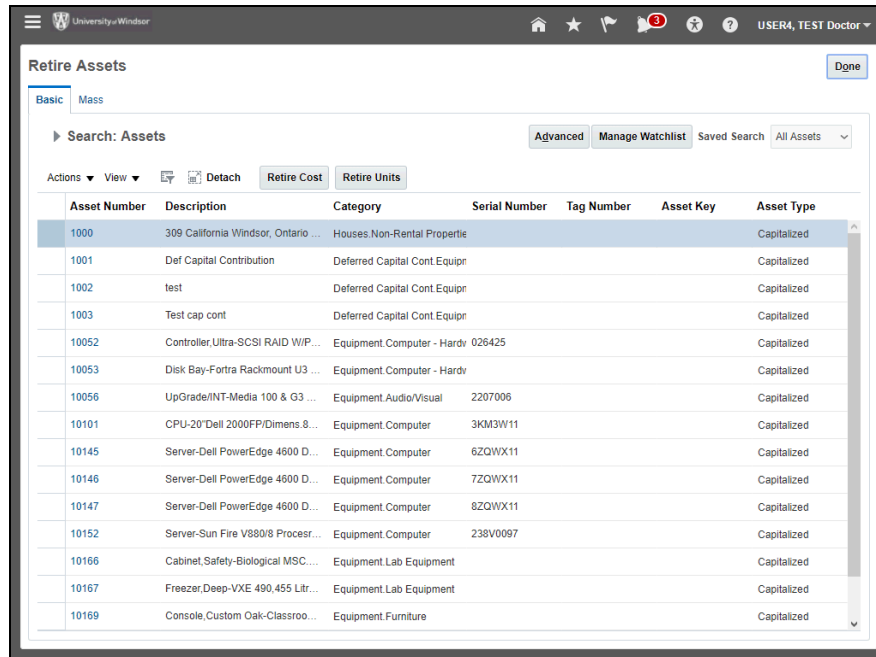 University of Windsor
3
USER4, TEST Doctor
Retire Assets
Done
Basic Mass
Search: Assets Advanced Manage Watchlist Saved Search All Assets
Actions View Detach Retire Cost Retire Units
Asset Number Description Category Serial Number Tag Number Asset Key Asset Type
1000 309 California Windsor, Ontario ... Houses.Non-Rental Propertie Capitalized
1001 Def Capital Contribution Deferred Capital Cont.Equipn Capitalized
1002 test Deferred Capital Cont.Equipn Capitalized
1003 Test cap cont Deferred Capital Cont.Equipn Capitalized
10052 Controller,Ultra-SCSI RAID W/P... Equipment.Computer - Hardv 026425 Capitalized
10053 Disk Bay-Fortra Rackmount U3 ... Equipment.Computer - Hardv Capitalized
10056 UpGrade/INT-Media 100 & G3 ... Equipment.Audio/Visual 2207006 Capitalized
10101 CPU-20"Dell 2000FP/Dimens.8... Equipment.Computer 3KM3W11 Capitalized
10145 Server-Dell PowerEdge 4600 D... Equipment.Computer 6ZQWX11 Capitalized
10146 Server-Dell PowerEdge 4600 D... Equipment.Computer 7ZQWX11 Capitalized
10147 Server-Dell PowerEdge 4600 D... Equipment.Computer 8ZQWX11 Capitalized
10152 Server-Sun Fire V880/8 Procesr... Equipment.Computer 238V0097 Capitalized
10166 Cabinet,Safety-Biological MSC.... Equipment.Lab Equipment Capitalized
10167 Freezer,Deep-VXE 490,455 Litr... Equipment.Lab Equipment Capitalized
10169 Console,Custom Oak-Classroo... Equipment.Furniture Capitalized